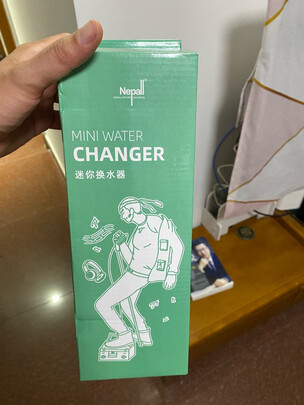 Nepall
MINI WATER
CHANGER
迷你换水器